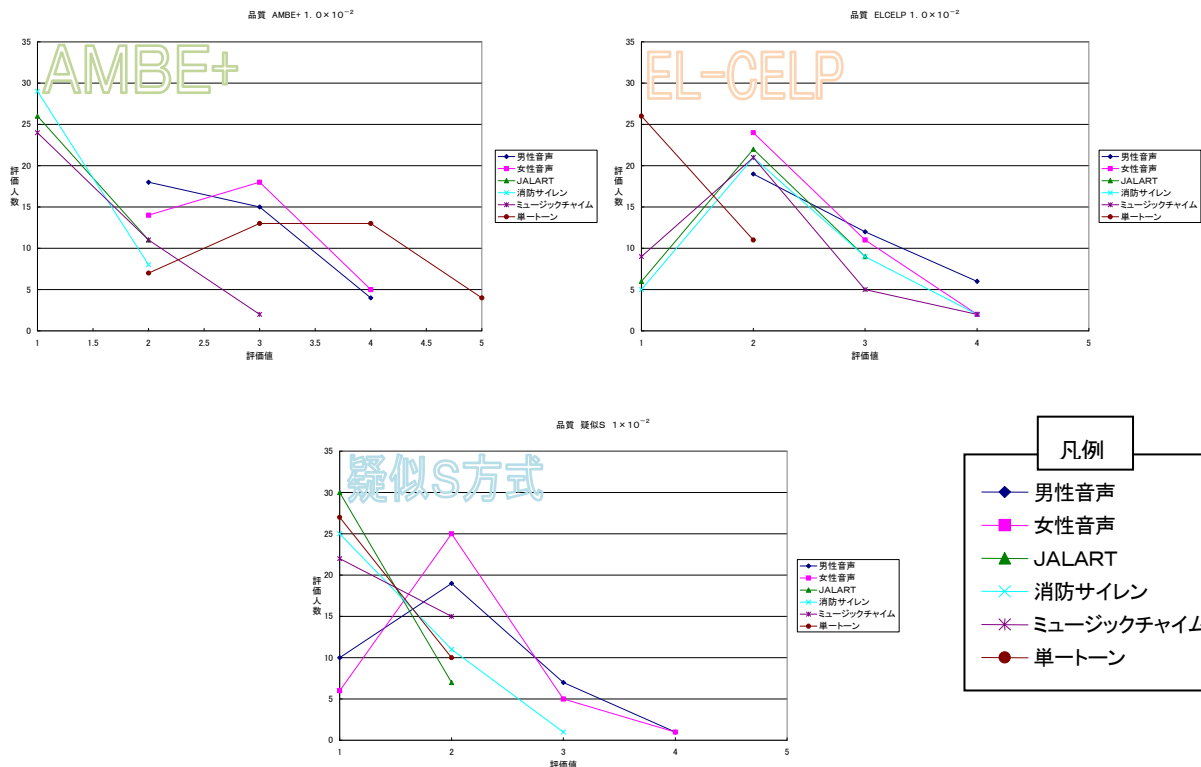 品質 AMBE+ 1. 0×10⁻²
AMBE+
35
30
25
20
15
10
5
0
評価人数
1
1.5
2
2.5
3
3.5
4
4.5
5
評価値
男性音声
女性音声
JALART
消防サイレン
ミュージックチャイム
単一トーン
品質 ELCELP 1. 0×10⁻²
EL-CELP
35
30
25
20
15
10
5
0
評価人数
1
2
3
4
5
評価値
男性音声
女性音声
JALART
消防サイレン
ミュージックチャイム
単一トーン
品質 疑似S 1×10⁻²
疑似S方式
35
30
25
20
15
10
5
0
評価人数
1
2
3
4
5
評価値
男性音声
女性音声
JALART
消防サイレン
ミュージックチャイム
単一トーン
凡例
男性音声
女性音声
JALART
消防サイレン
ミュージックチャイム
単一トーン